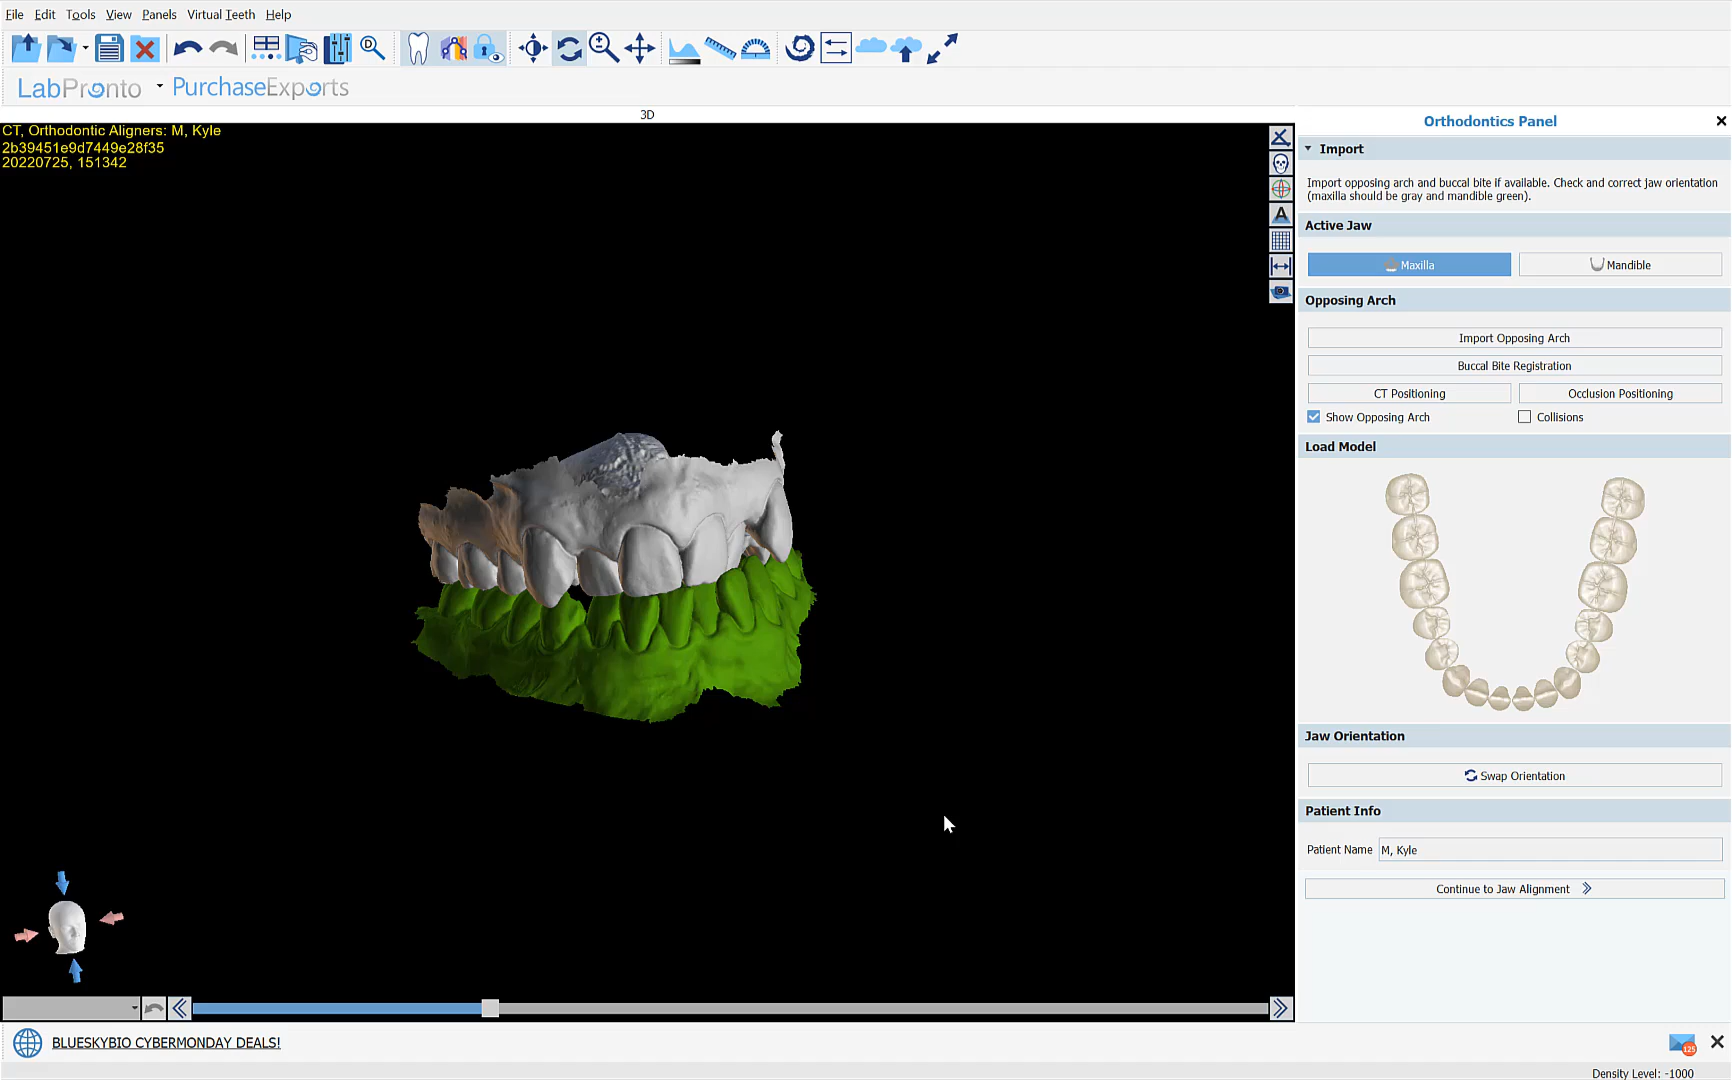 File Edit Tools View Panels Virtual Teeth Help
LabPronto PurchaseExports
3D
CT, Orthodontic Aligners: M, Kyle
2b39451e9d7449e28f35
20220725, 151342
Orthodontics Panel
Import
Import opposing arch and buccal bite if available. Check and correct jaw orientation
(maxilla should be gray and mandible green).
Active Jaw
Maxilla Mandible
Opposing Arch
Import Opposing Arch
Buccal Bite Registration
CT Positioning Occlusion Positioning
Show Opposing Arch Collisions
Load Model
Jaw Orientation
Swap Orientation
Patient Info
Patient Name M, Kyle
Continue to Jaw Alignment
BLUESKYBIO CYBERMONDAY DEALS!
125
Density Level: -1000